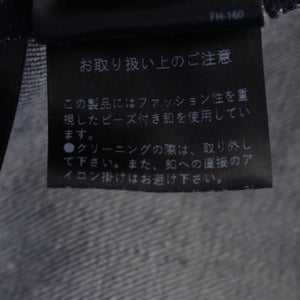 FH-160
お取り扱い上のご注意
この製品にはファッション性を重
視したビーズ付き釦を使用してい
ます。
●クリーニングの際は、取り外し
て下さい。また、釦への直接のア
イロン掛けはお避け下さい。